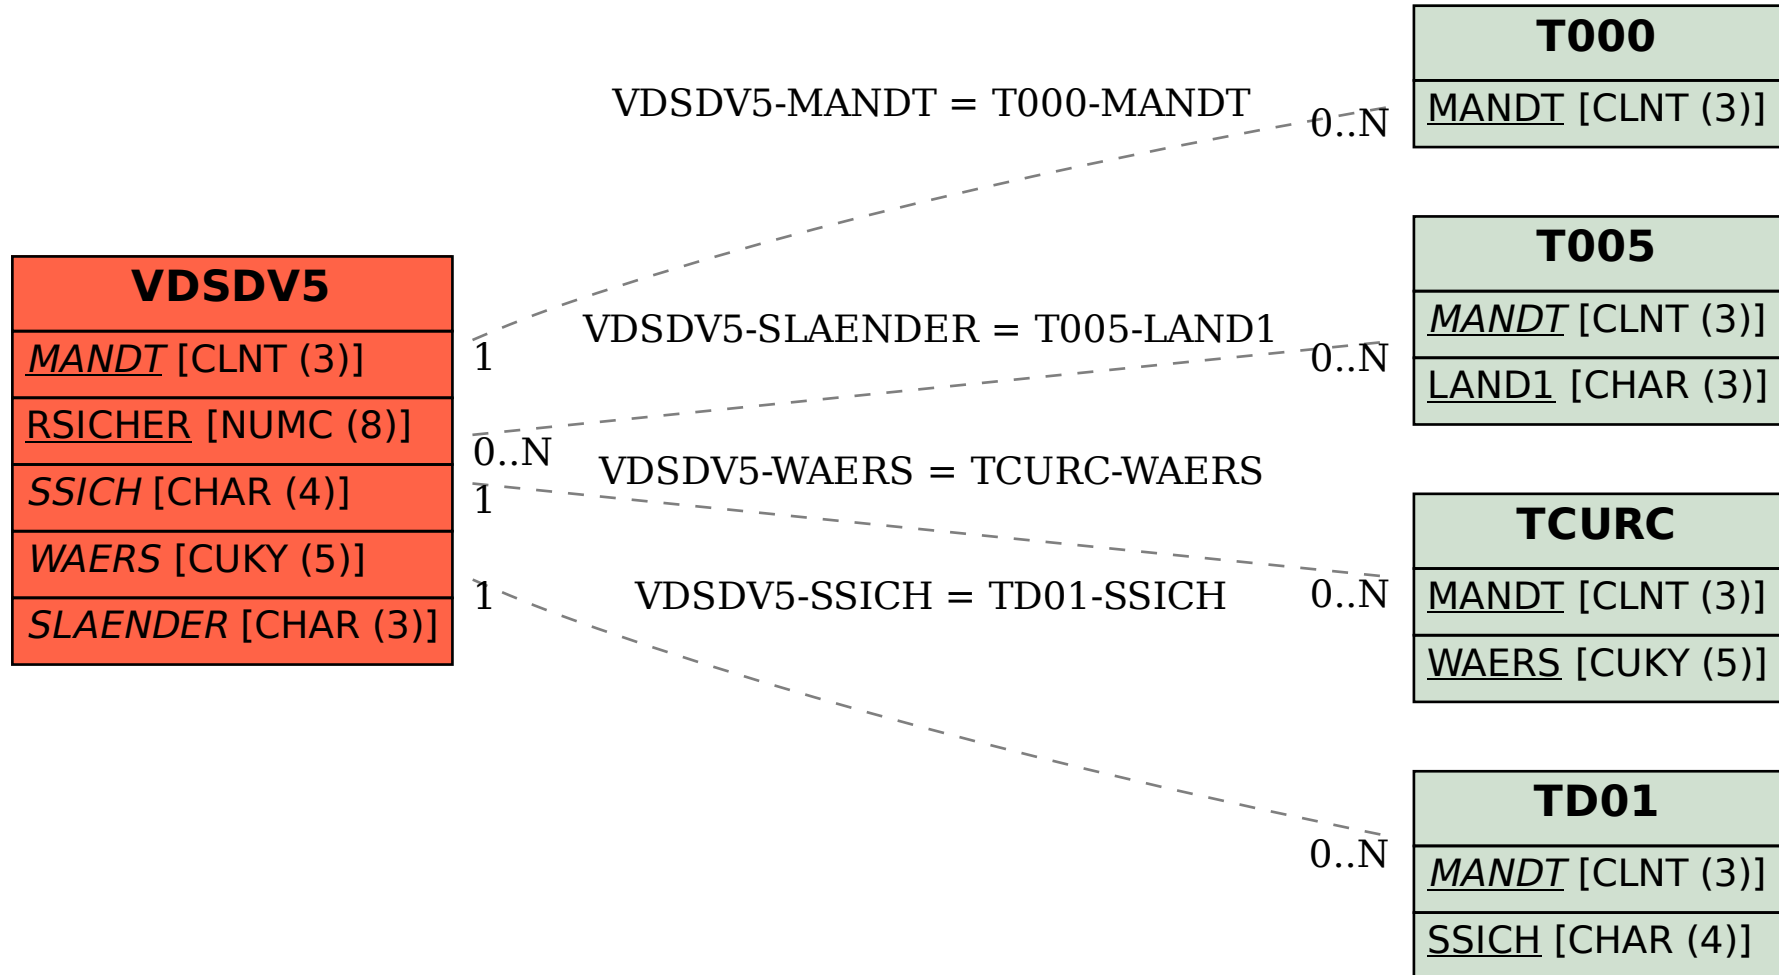 VDSDV5
MANDT [CLNT (3)]
RSICHER [NUMC (8)]
SSICH [CHAR (4)]
WAERS [CUKY (5)]
SLAENDER [CHAR (3)]
VDSDV5-MANDT = T000-MANDT
1
0..N
VDSDV5-SLAENDER = T005-LAND1
0..N
0..N
VDSDV5-WAERS = TCURC-WAERS
1
0..N
VDSDV5-SSICH = TD01-SSICH
1
0..N
T000
MANDT [CLNT (3)]
T005
MANDT [CLNT (3)]
LAND1 [CHAR (3)]
TCURC
MANDT [CLNT (3)]
WAERS [CUKY (5)]
TD01
MANDT [CLNT (3)]
SSICH [CHAR (4)]